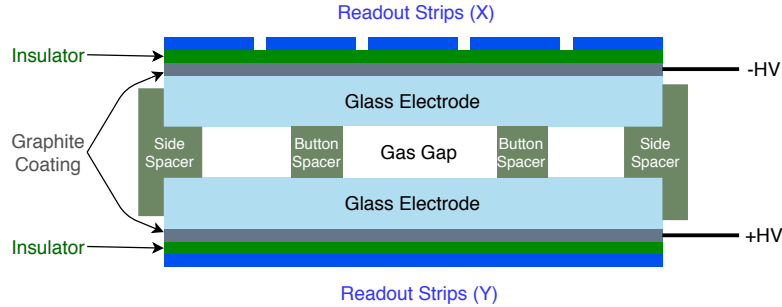 Readout Strips (X)
Insulator
-HV
Glass Electrode
Graphite
Coating
Side
Spacer
Button
Spacer
Gas Gap
Button
Spacer
Side
Spacer
Glass Electrode
+HV
Insulator
Readout Strips (Y)